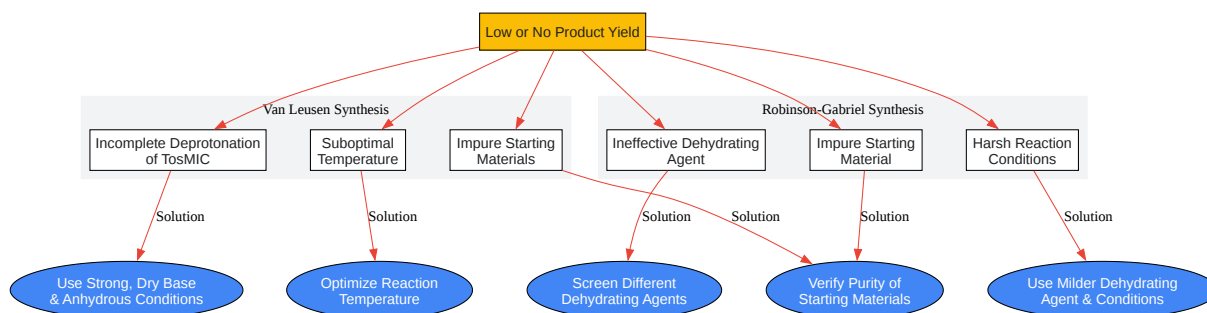 Low or No Product Yield
Van Leusen Synthesis
Robinson-Gabriel Synthesis
Incomplete Deprotonation
of TosMIC
Suboptimal
Temperature
Impure Starting
Materials
Ineffective Dehydrating
Agent
Impure Starting
Material
Harsh Reaction
Conditions
Solution
Solution
Solution
Solution
Solution
Solution
Use Strong, Dry Base
& Anhydrous Conditions
Optimize Reaction
Temperature
Screen Different
Dehydrating Agents
Verify Purity of
Starting Materials
Use Milder Dehydrating
Agent & Conditions